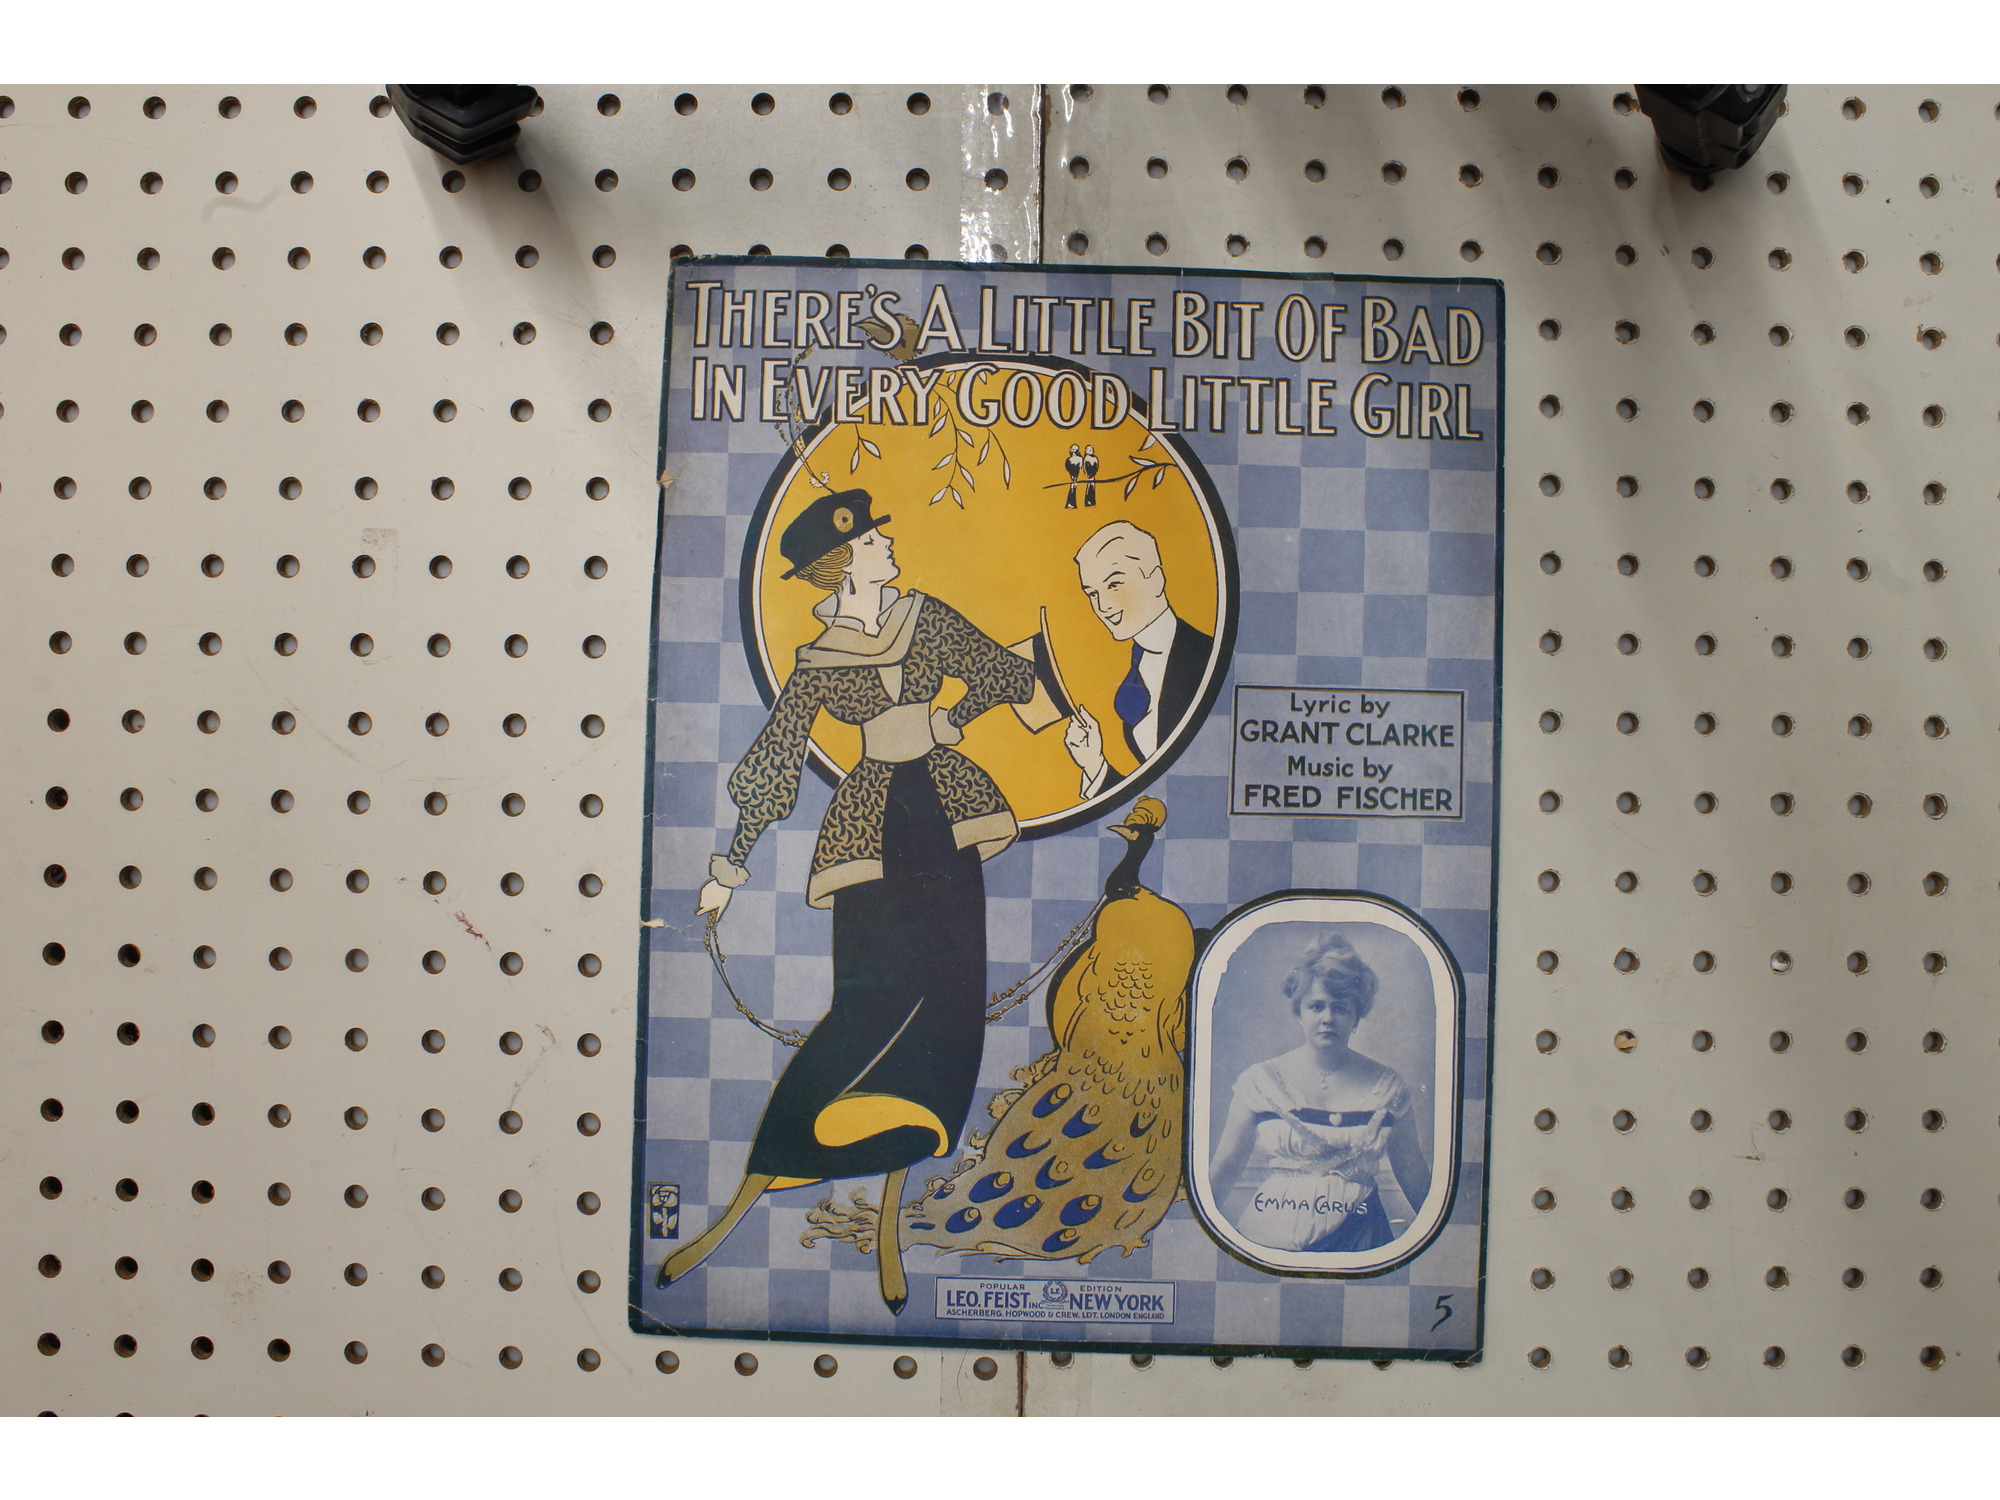 THERE'S A LITTLE BIT OF BAD
IN EVERY GOOD LITTLE GIRL
Lyric by
GRANT CLARKE
Music by
FRED FISCHER
EMMA CARUS
POPULAR EDITION
LEO. FEIST INC NEW YORK
ASCHERBERG, HOPWOOD & CREW, LDT. LONDON ENGLAND
5